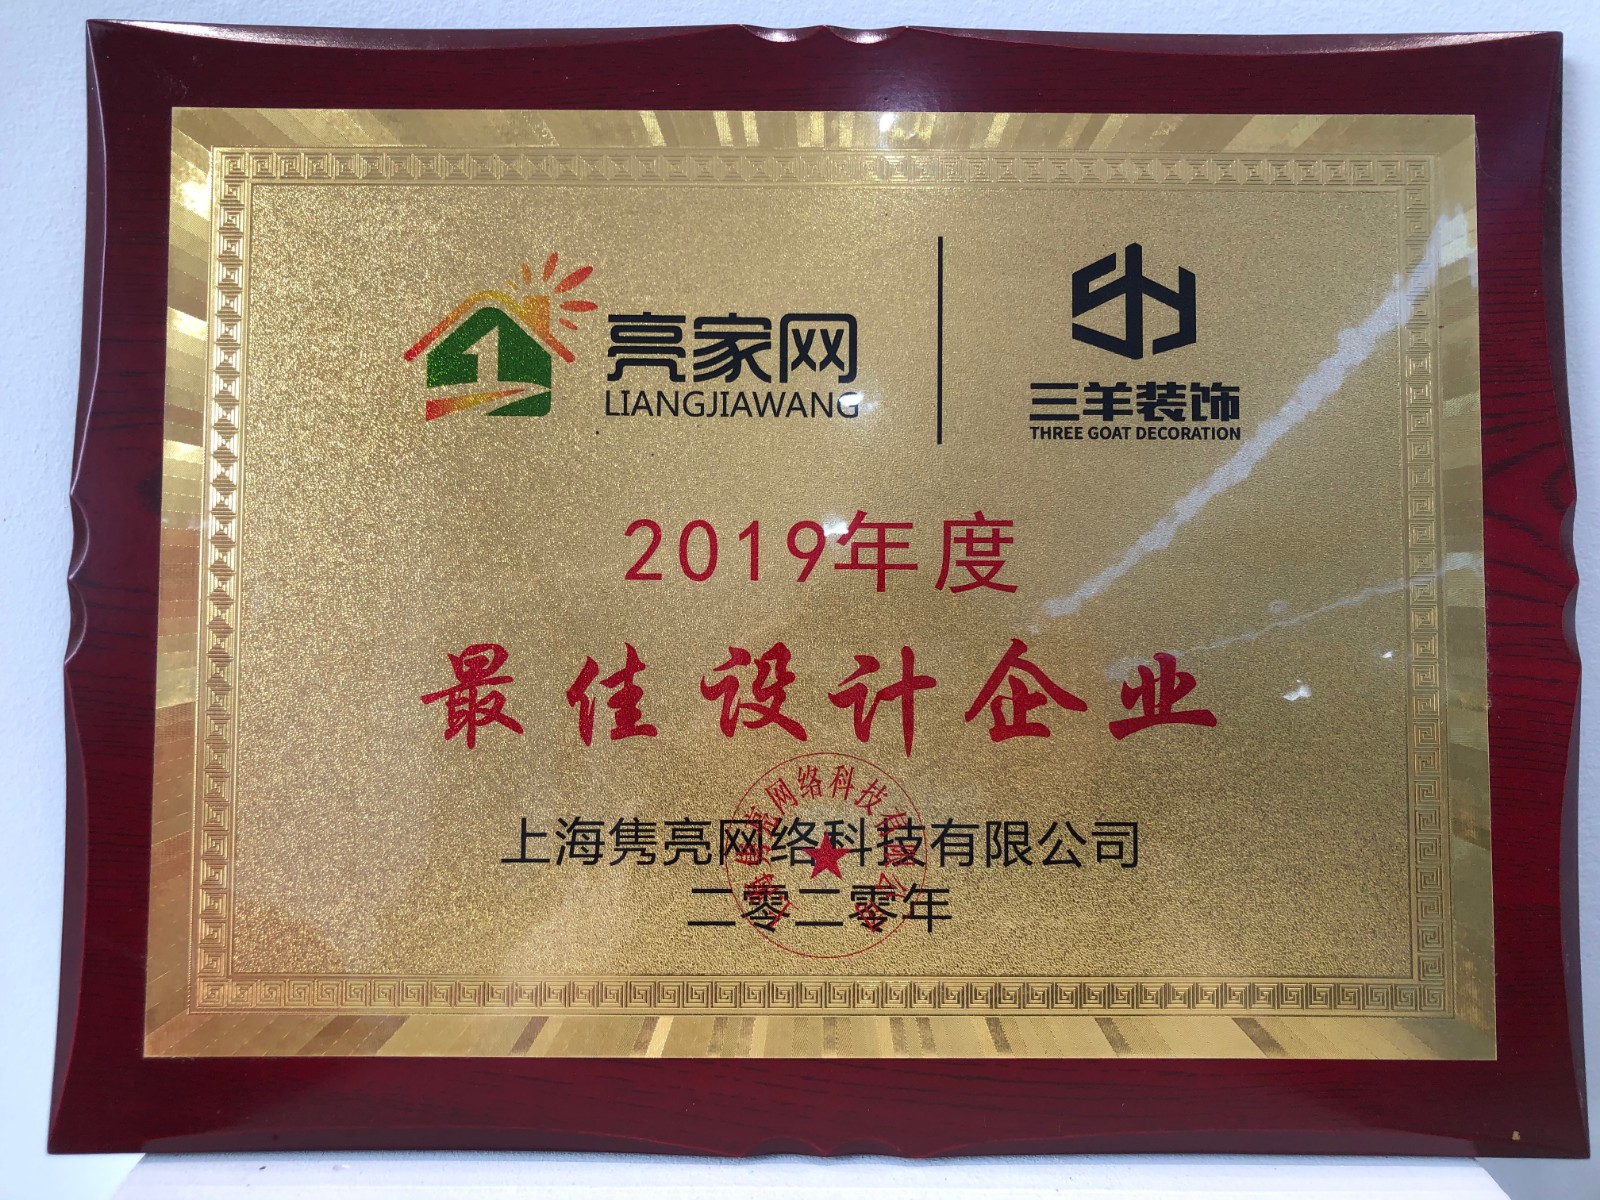 亮家网
LIANGJIAWANG
三羊装饰
THREE GOAT DECORATION
2019年度
最佳设计企业
上海隽亮网络科技有限公司
二零二零年